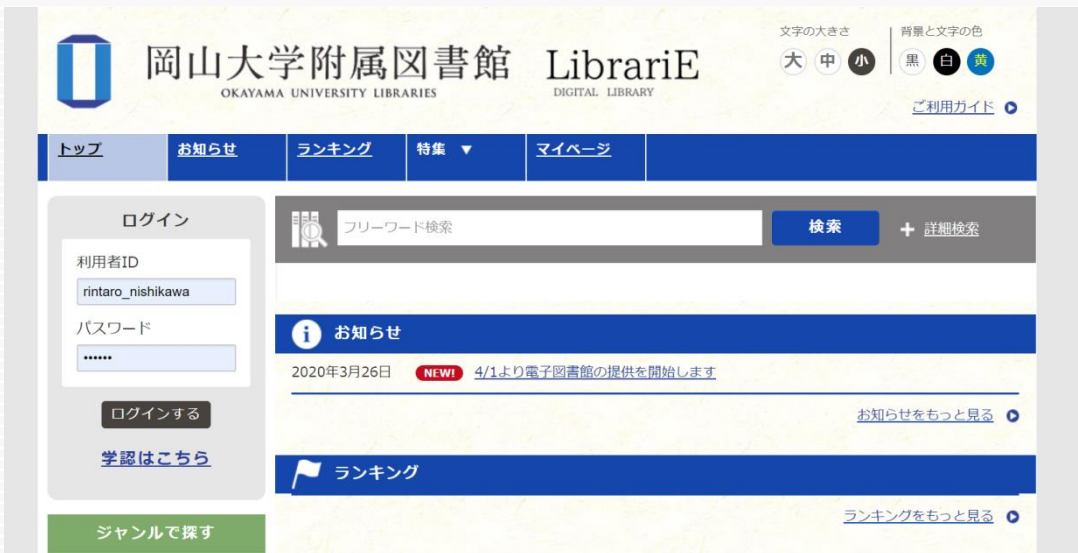 岡山大学附属図書館
OKAYAMA UNIVERSITY LIBRARIES
LibrariE
DIGITAL LIBRARY
文字の大きさ
大 中 小
背景と文字の色
黒 白 黄
ご利用ガイド
トップ お知らせ ランキング 特集 ▼ マイページ
ログイン
利用者ID
rintaro_nishikawa
パスワード
••••••
ログインする
学認はこちら
ジャンルで探す
フリーワード検索 検索 + 詳細検索
お知らせ
2020年3月26日 NEW! 4/1より電子図書館の提供を開始します
お知らせをもっと見る
ランキング
ランキングをもっと見る